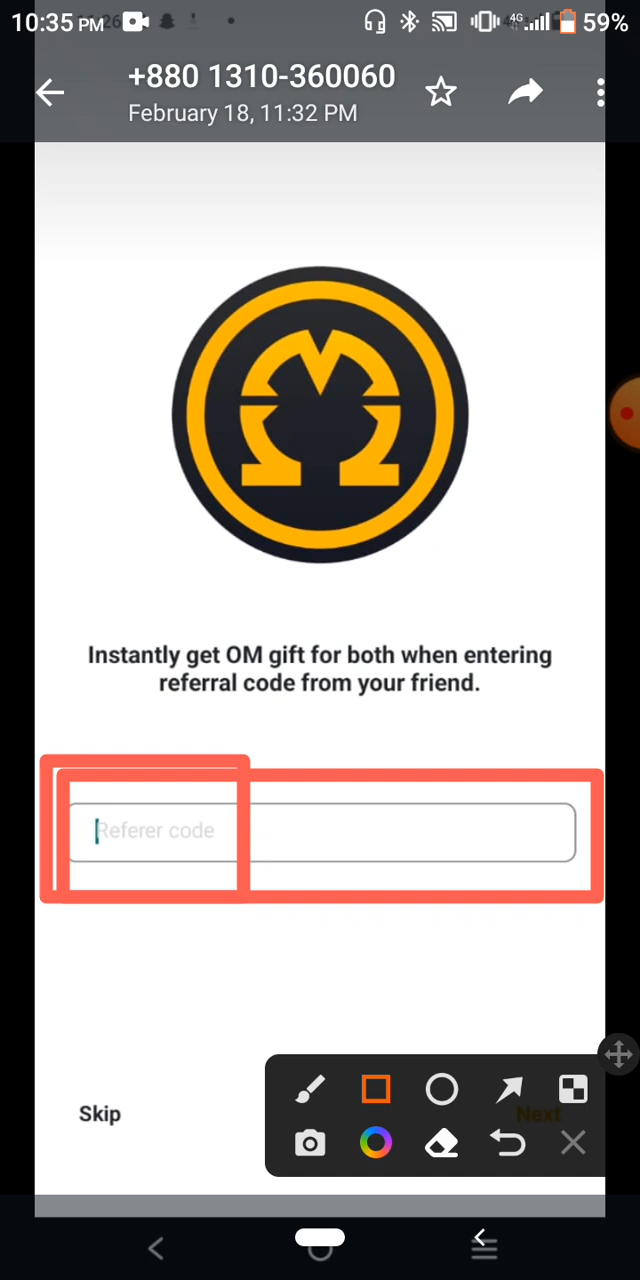 10:35 PM
4G
59%
+880 1310-360060
February 18, 11:32 PM
Instantly get OM gift for both when entering
referral code from your friend.
Referer code
Skip
Next